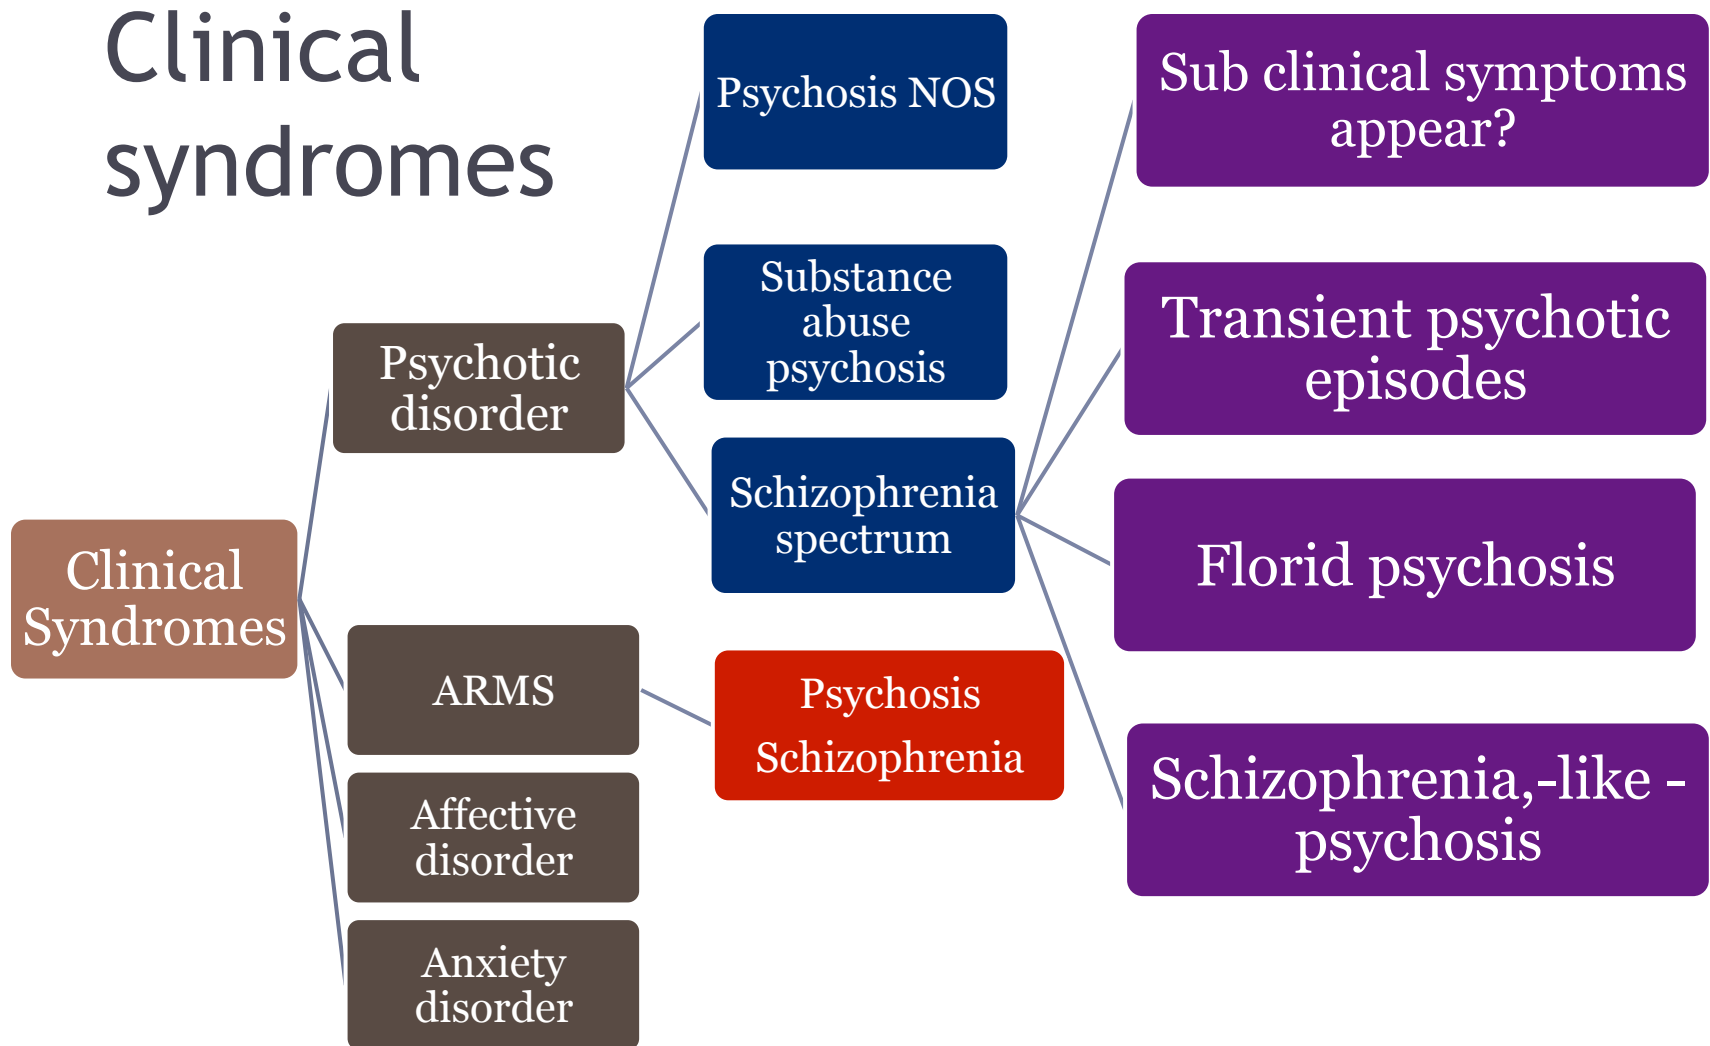 Clinical
syndromes
Clinical
Syndromes
Psychotic
disorder
ARMS
Affective
disorder
Anxiety
disorder
Psychosis NOS
Substance
abuse
psychosis
Schizophrenia
spectrum
Psychosis
Schizophrenia
Sub clinical symptoms
appear?
Transient psychotic
episodes
Florid psychosis
Schizophrenia,-like -
psychosis